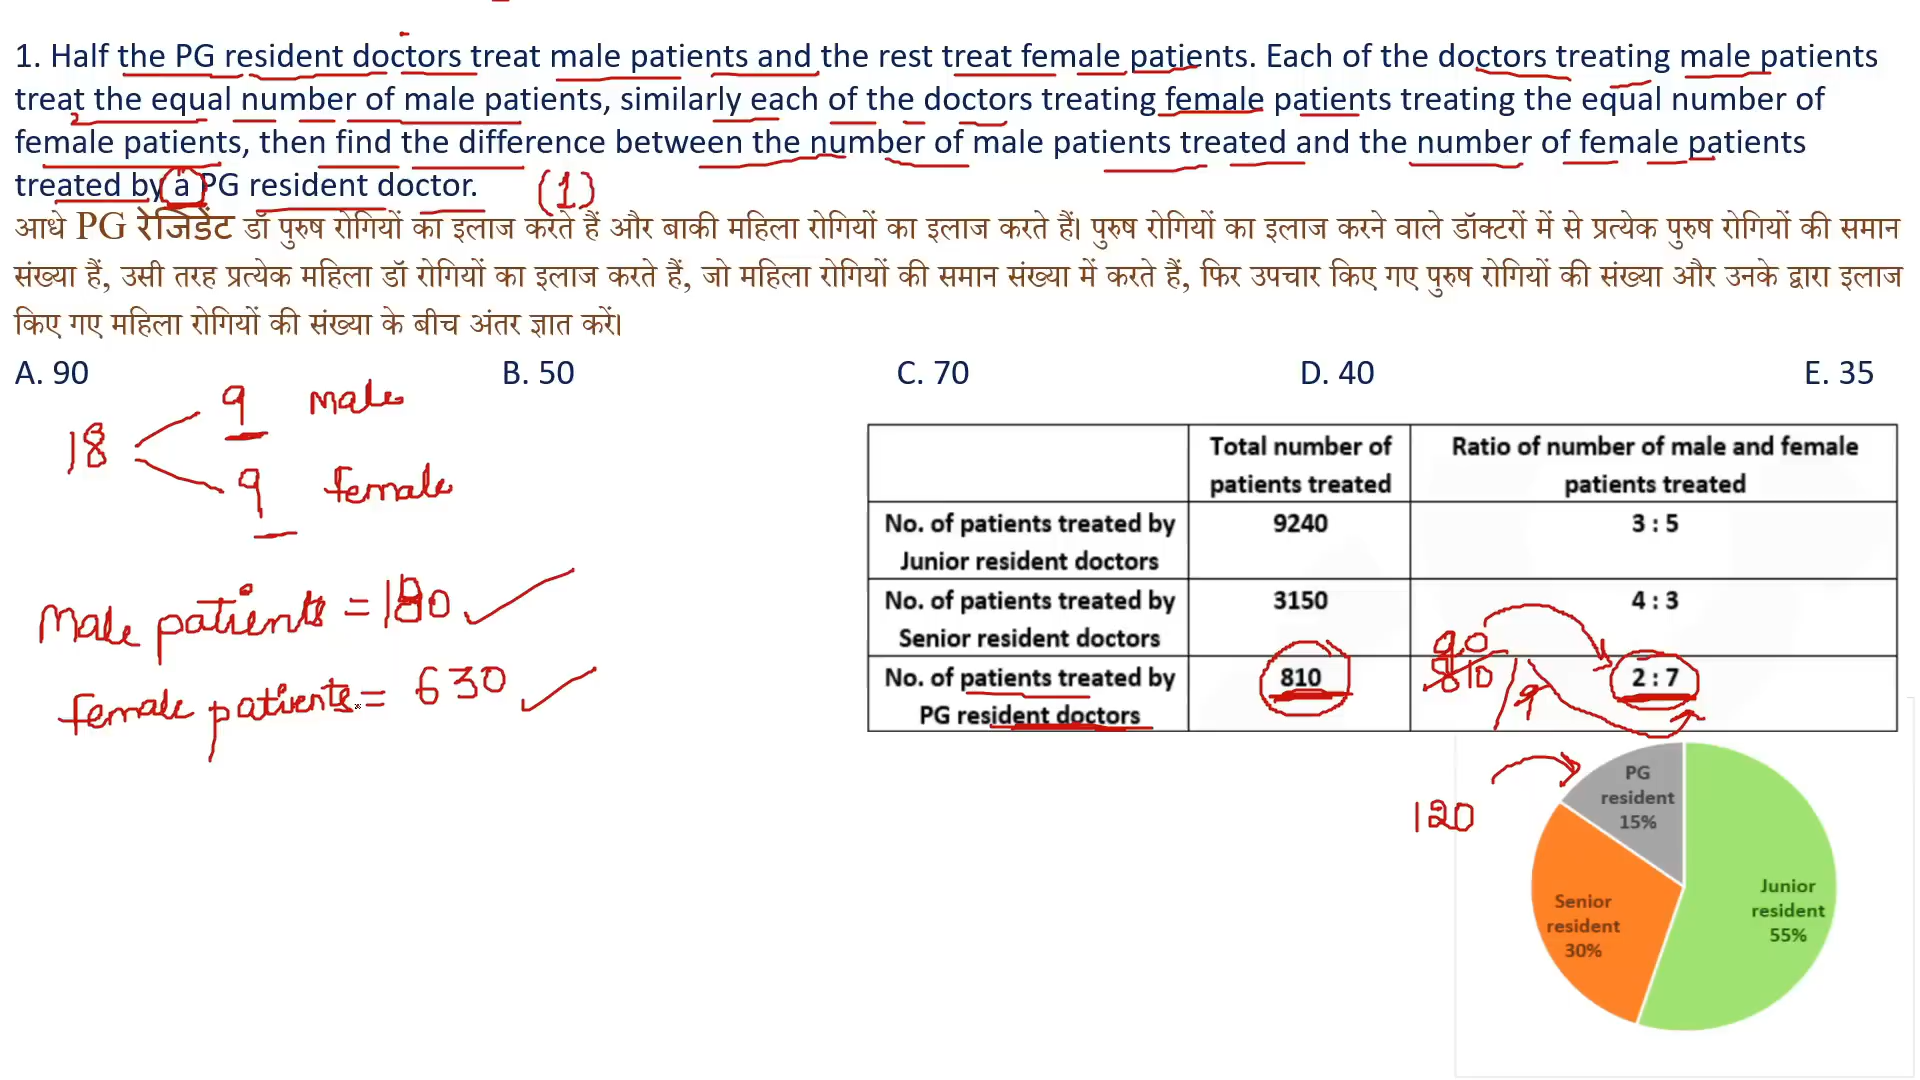 1. Half the PG resident doctors treat male patients and the rest treat female patients. Each of the doctors treating male patients
treat the equal number of male patients, similarly each of the doctors treating female patients treating the equal number of
female patients, then find the difference between the number of male patients treated and the number of female patients
treated by a PG resident doctor. (1)
आधे PG रेजिडेंट डॉ पुरुष रोगियों का इलाज करते हैं और बाकी महिला रोगियों का इलाज करते हैं। पुरुष रोगियों का इलाज करने वाले डॉक्टरों में से प्रत्येक पुरुष रोगियों की समान
संख्या हैं, उसी तरह प्रत्येक महिला डॉ रोगियों का इलाज करते हैं, जो महिला रोगियों की समान संख्या में करते हैं, फिर उपचार किए गए पुरुष रोगियों की संख्या और उनके द्वारा इलाज
किए गए महिला रोगियों की संख्या के बीच अंतर ज्ञात करें।
A. 90 B. 50 C. 70 D. 40 E. 35
9 male
18
9 female
Male patients = 180
female patients = 630
Total number of
patients treated
Ratio of number of male and female
patients treated
No. of patients treated by
Junior resident doctors
9240
3 : 5
No. of patients treated by
Senior resident doctors
3150
4 : 3
No. of patients treated by
PG resident doctors
810
90
810
9
2 : 7
120
PG
resident
15%
Senior
resident
30%
Junior
resident
55%